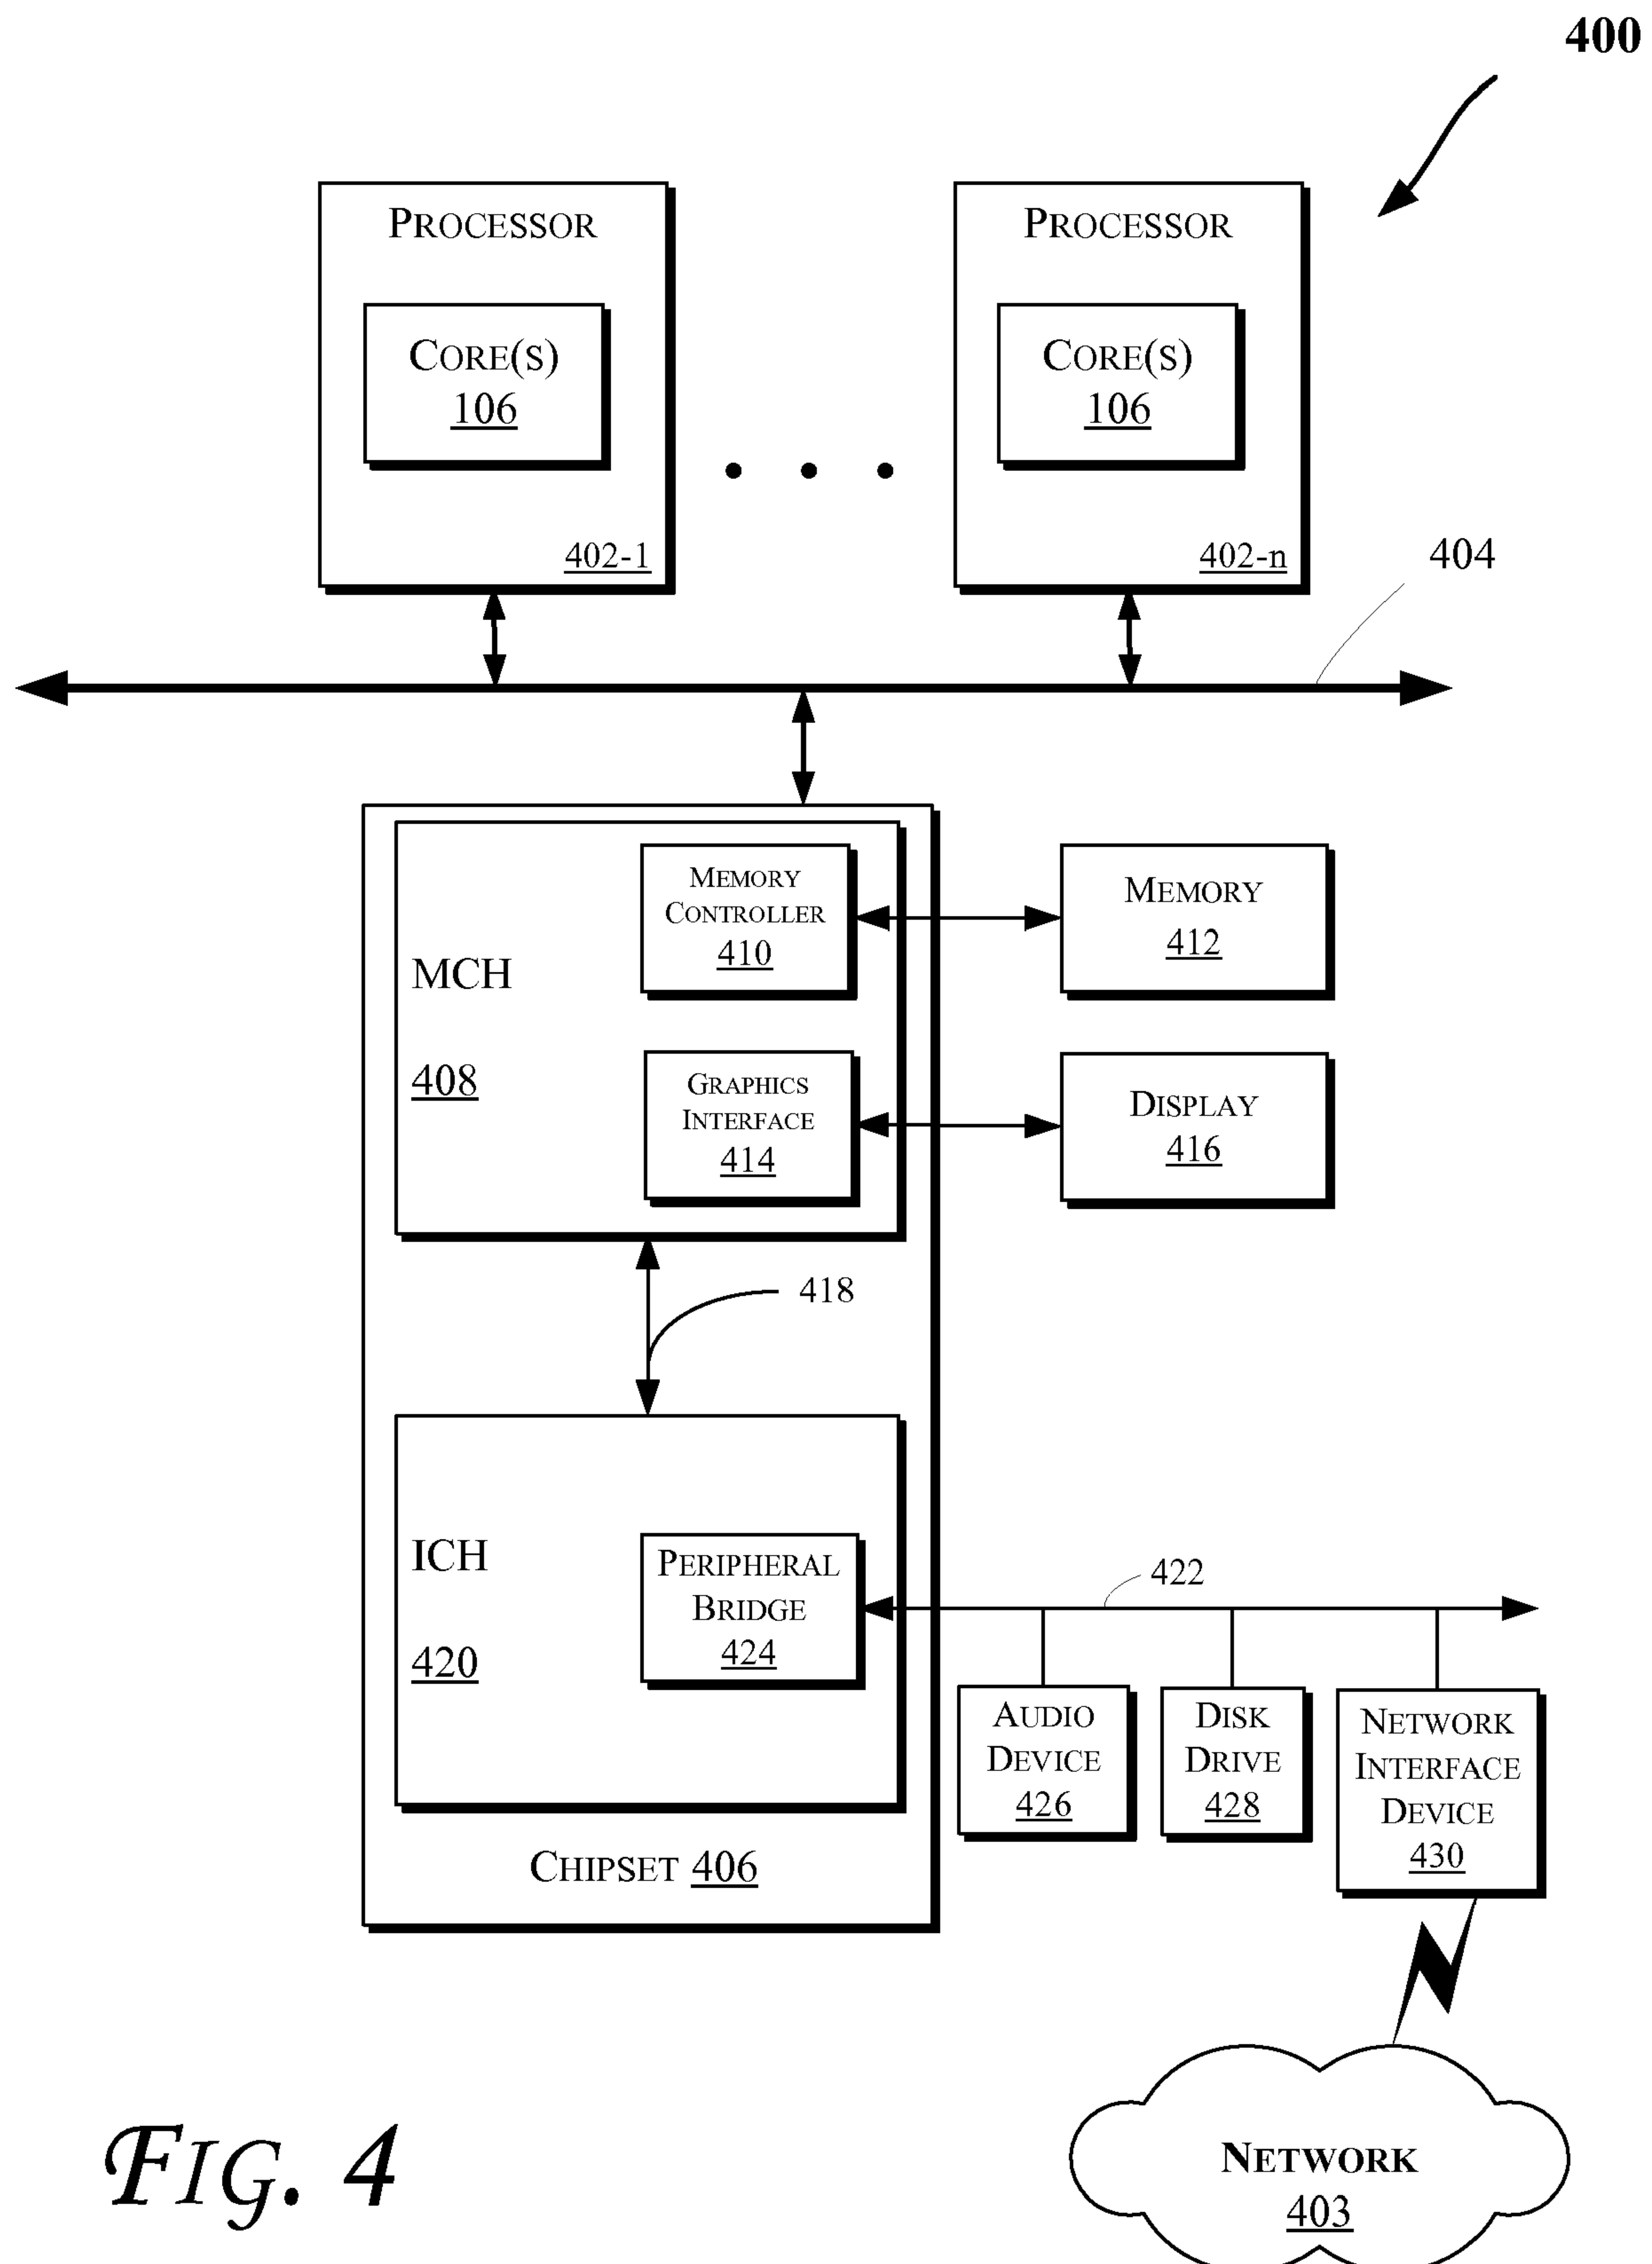 400
PROCESSOR
CORE(S)
106
402-1
PROCESSOR
CORE(S)
106
402-n
404
MEMORY
CONTROLLER
410
MCH
408
GRAPHICS
INTERFACE
414
MEMORY
412
DISPLAY
416
418
ICH
420
PERIPHERAL
BRIDGE
424
422
AUDIO
DEVICE
426
DISK
DRIVE
428
NETWORK
INTERFACE
DEVICE
430
CHIPSET 406
NETWORK
403
FIG. 4